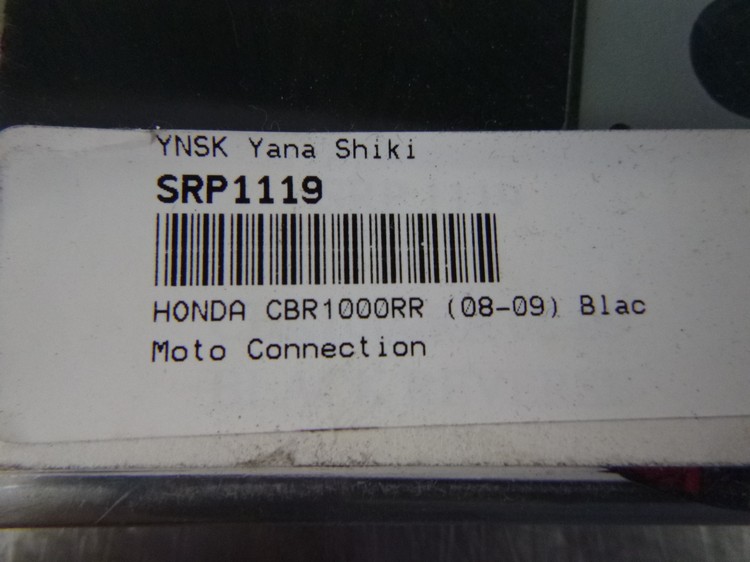 YNSK Yana Shiki
SRP1119
HONDA CBR1000RR (08-09) Blac
Moto Connection